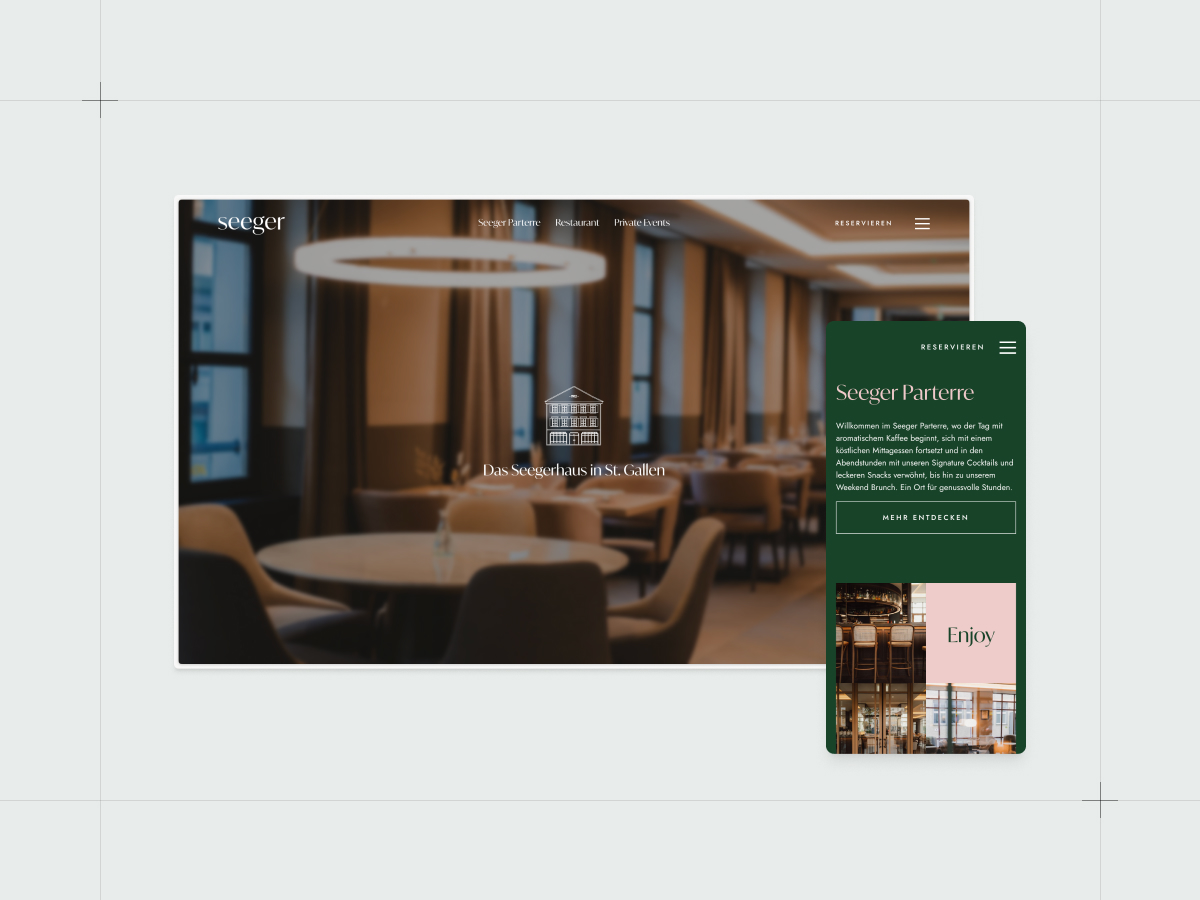 seeger
Seeger Parterre
Restaurant
Private Events
RESERVIEREN
Das Seegerhaus in St. Gallen
RESERVIEREN
Seeger Parterre
Willkommen im Seeger Parterre, wo der Tag mit
aromatischem Kaffee beginnt, sich mit einem
köstlichen Mittagessen fortsetzt und in den
Abendstunden mit unseren Signature Cocktails und
leckeren Snacks verwöhnt, bis hin zu unserem
Weekend Brunch. Ein Ort für genussvolle Stunden.
MEHR ENTDECKEN
Enjoy